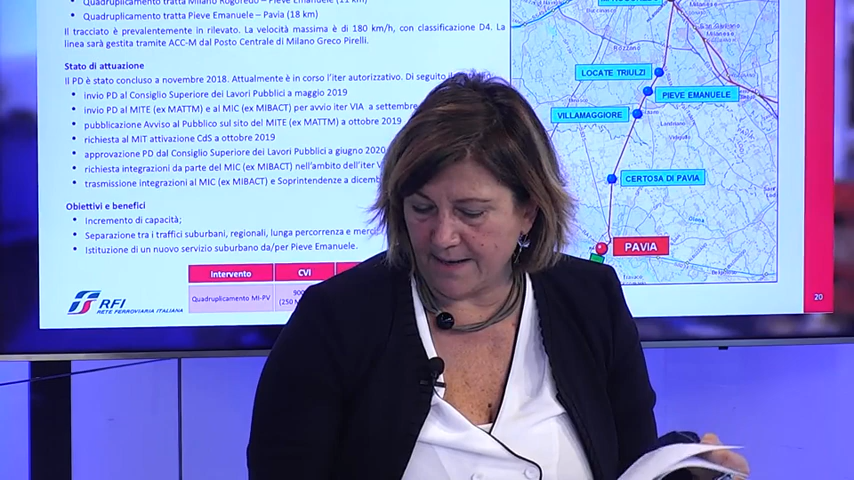 Quadruplicamento tratta Milano Rogoredo – Pieve Emanuele (11 km)
Quadruplicamento tratta Pieve Emanuele – Pavia (18 km)
Il tracciato è prevalentemente in rilevato. La velocità massima è di 180 km/h, con classificazione D4. La
linea sarà gestita tramite ACC-M dal Posto Centrale di Milano Greco Pirelli.
Stato di attuazione
Il PD è stato concluso a novembre 2018. Attualmente è in corso l'iter autorizzativo. Di seguito il
invio PD al Consiglio Superiore dei Lavori Pubblici a maggio 2019
invio PD al MITE (ex MATTM) e al MIC (ex MIBACT) per avvio iter VIA a settembre
pubblicazione Avviso al Pubblico sul sito del MITE (ex MATTM) a ottobre 2019
richiesta al MIT attivazione CdS a ottobre 2019
approvazione PD dal Consiglio Superiore dei Lavori Pubblici a giugno 2020
richiesta integrazioni da parte del MIC (ex MIBACT) nell'ambito dell'iter V
trasmissione integrazioni al MIC (ex MIBACT) e Soprintendenze a dicemb
Obiettivi e benefici
Incremento di capacità;
Separazione tra i traffici suburbani, regionali, lunga percorrenza e merci
Istituzione di un nuovo servizio suburbano da/per Pieve Emanuele.
Intervento CVI
Quadruplicamento MI-PV 900
(250 M
RFI
RETE FERROVIARIA ITALIANA
Rozzano
LOCATE TRIULZI
PIEVE EMANUELE
VILLAMAGGIORE
CERTOSA DI PAVIA
PAVIA
20